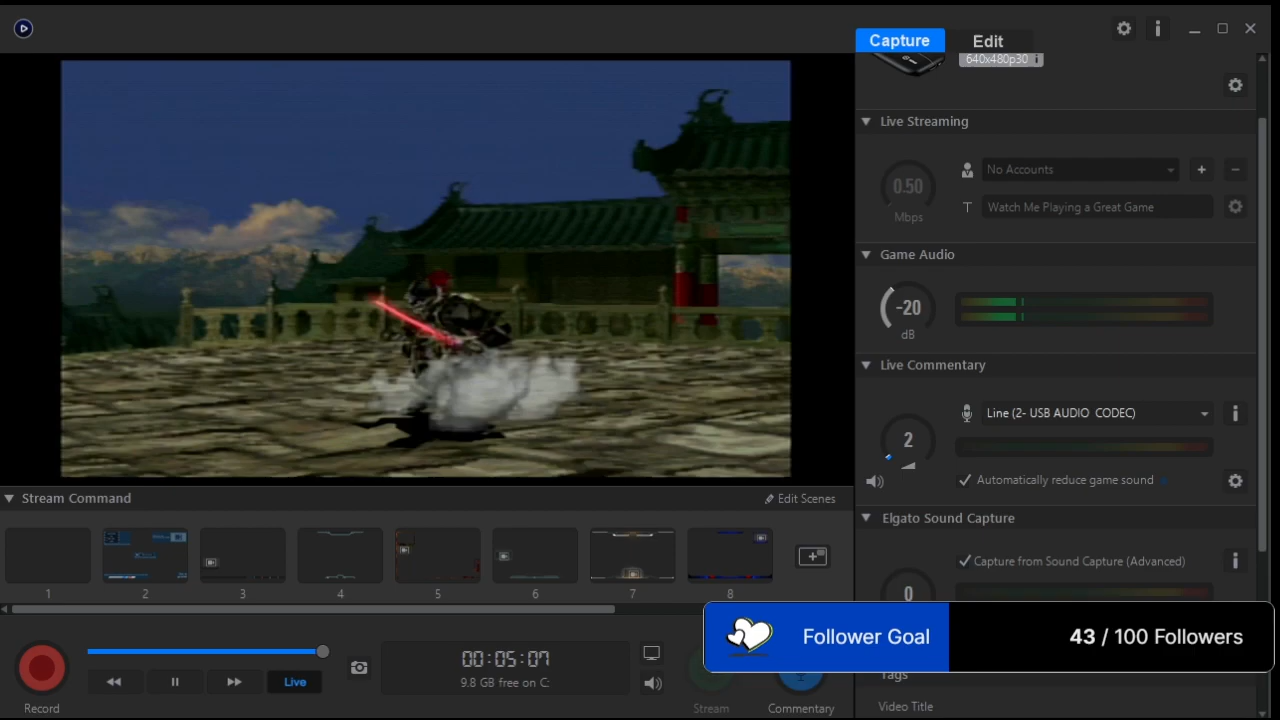 Capture
Edit
640x480p30
Live Streaming
0.50
Mbps
No Accounts
T Watch Me Playing a Great Game
Game Audio
-20
dB
Live Commentary
2
Line (2- USB AUDIO CODEC)
Automatically reduce game sound
Elgato Sound Capture
Capture from Sound Capture (Advanced)
0
Stream Command
Edit Scenes
1 2 3 4 5 6 7 8
Follower Goal
43 / 100 Followers
Live
00:05:07
9.8 GB free on C:
Record
Stream
Commentary
Tags
Video Title